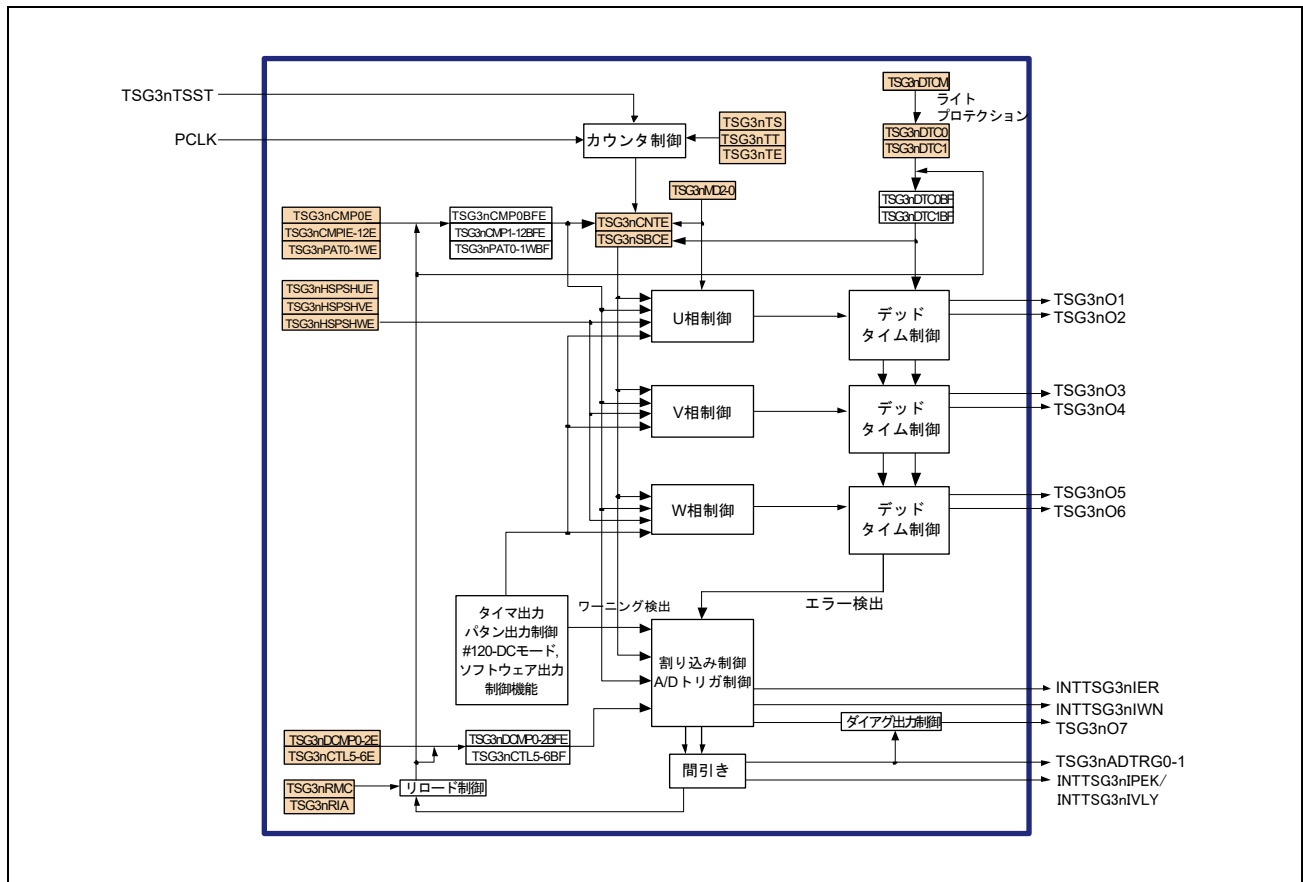 TSG3nTSST
PCLK
カウンタ制御
TSG3nTS
TSG3nTT
TSG3nTE
TSG3nDTCM
ライト
プロテクション
TSG3nDTC0
TSG3nDTC1
TSG3nDTC0BF
TSG3nDTC1BF
TSG3nMD2-0
TSG3nCMP0E
TSG3nCMPIE-12E
TSG3nPAT0-1WE
TSG3nCMP0BFE
TSG3nCMP1-12BFE
TSG3nPAT0-1WBF
TSG3nCNTE
TSG3nSBCE
TSG3nHSPSHUE
TSG3nHSPSHVE
TSG3nHSPSHWE
U相制御
デッド
タイム制御
TSG3nO1
TSG3nO2
V相制御
デッド
タイム制御
TSG3nO3
TSG3nO4
W相制御
デッド
タイム制御
TSG3nO5
TSG3nO6
タイマ出力
パタン出力制御
#120-DCモード,
ソフトウェア出力
制御機能
ワーニング検出
エラー検出
割り込み制御
A/Dトリガ制御
INTTSG3nIER
INTTSG3nIWN
TSG3nO7
ダイアグ出力制御
TSG3nDCMP0-2E
TSG3nCTL5-6E
TSG3nDCMP0-2BFE
TSG3nCTL5-6BF
間引き
TSG3nADTRG0-1
INTTSG3nIPEK/
INTTSG3nIVLY
TSG3nRMC
TSG3nRIA
リロード制御